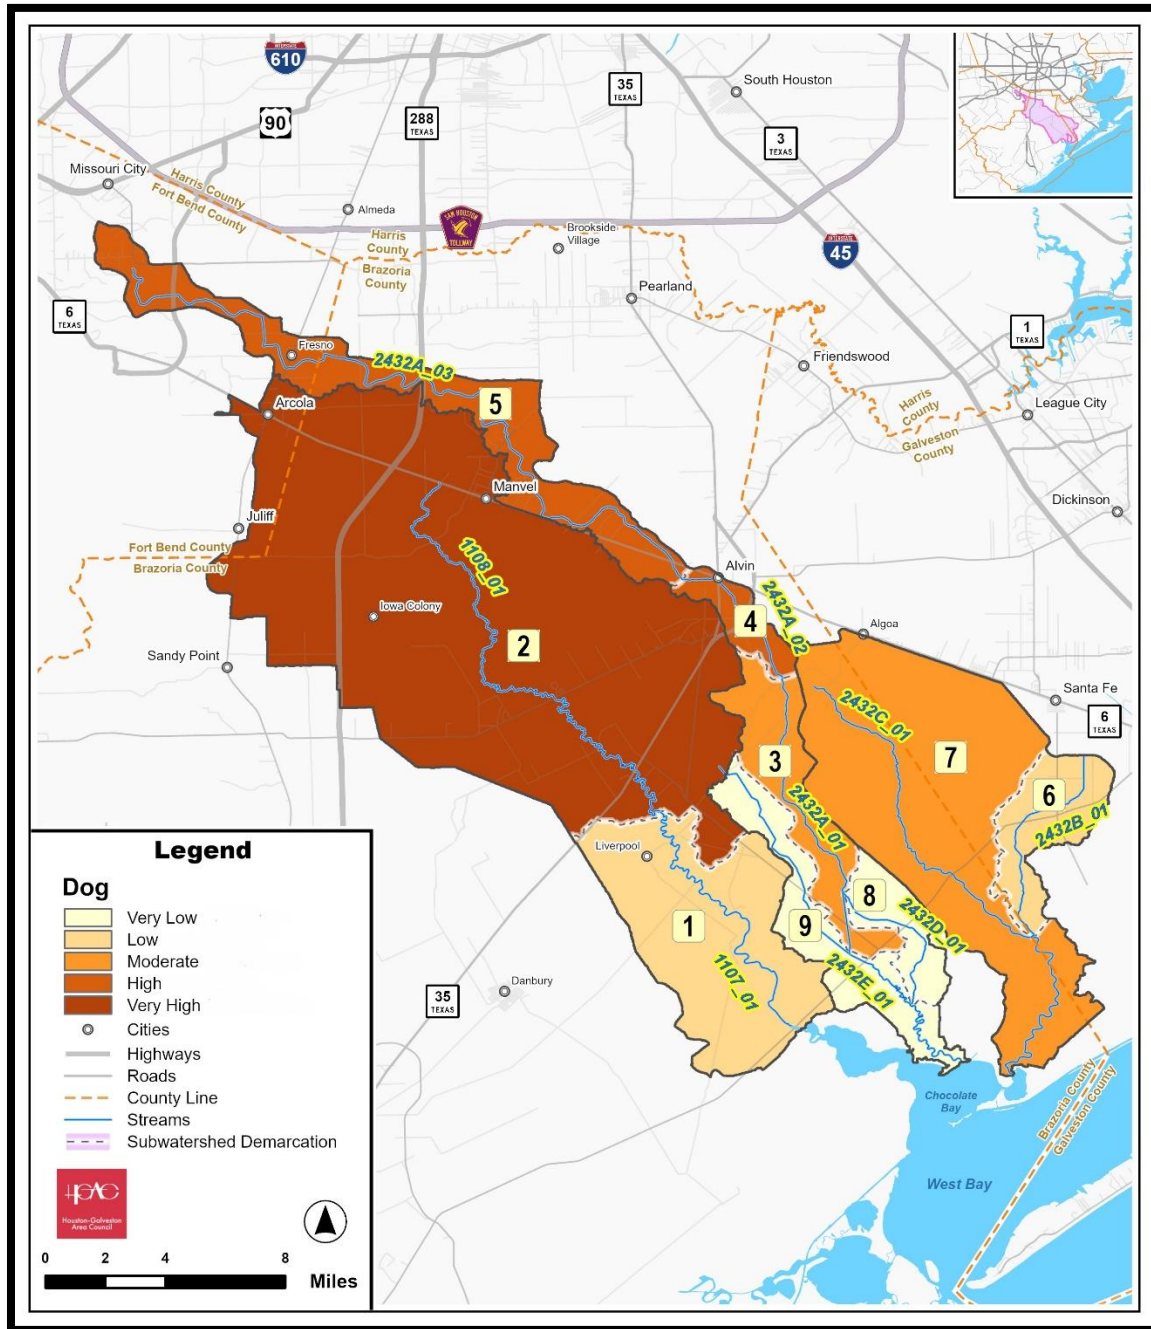 INTERSTATE
610
90
288
TEXAS
35
TEXAS
South Houston
3
TEXAS
Missouri City
Harris County
Fort Bend County
Almeda
SAM HOUSTON
TOLLWAY
Harris
County
Brazoria
County
Brookside
Village
INTERSTATE
45
Pearland
6
TEXAS
1
TEXAS
Fresno
2432A_03
Friendswood
5
Arcola
Harris
County
Galveston
County
League City
Manvel
Dickinson
Juliff
Fort Bend County
Brazoria County
1108_01
Alvin
2432A_02
Iowa Colony
4
Algoa
2
Sandy Point
Santa Fe
2432C_01
6
TEXAS
7
3
6
2432A_01
2432B_01
Liverpool
1
8
9
2432D_01
1107_01
2432E_01
Danbury
35
TEXAS
Chocolate
Bay
Brazoria County
Galveston County
West Bay
Legend
Dog
Very Low
Low
Moderate
High
Very High
Cities
Highways
Roads
County Line
Streams
Subwatershed Demarcation
Houston-Galveston
Area Council
0 2 4 8
Miles